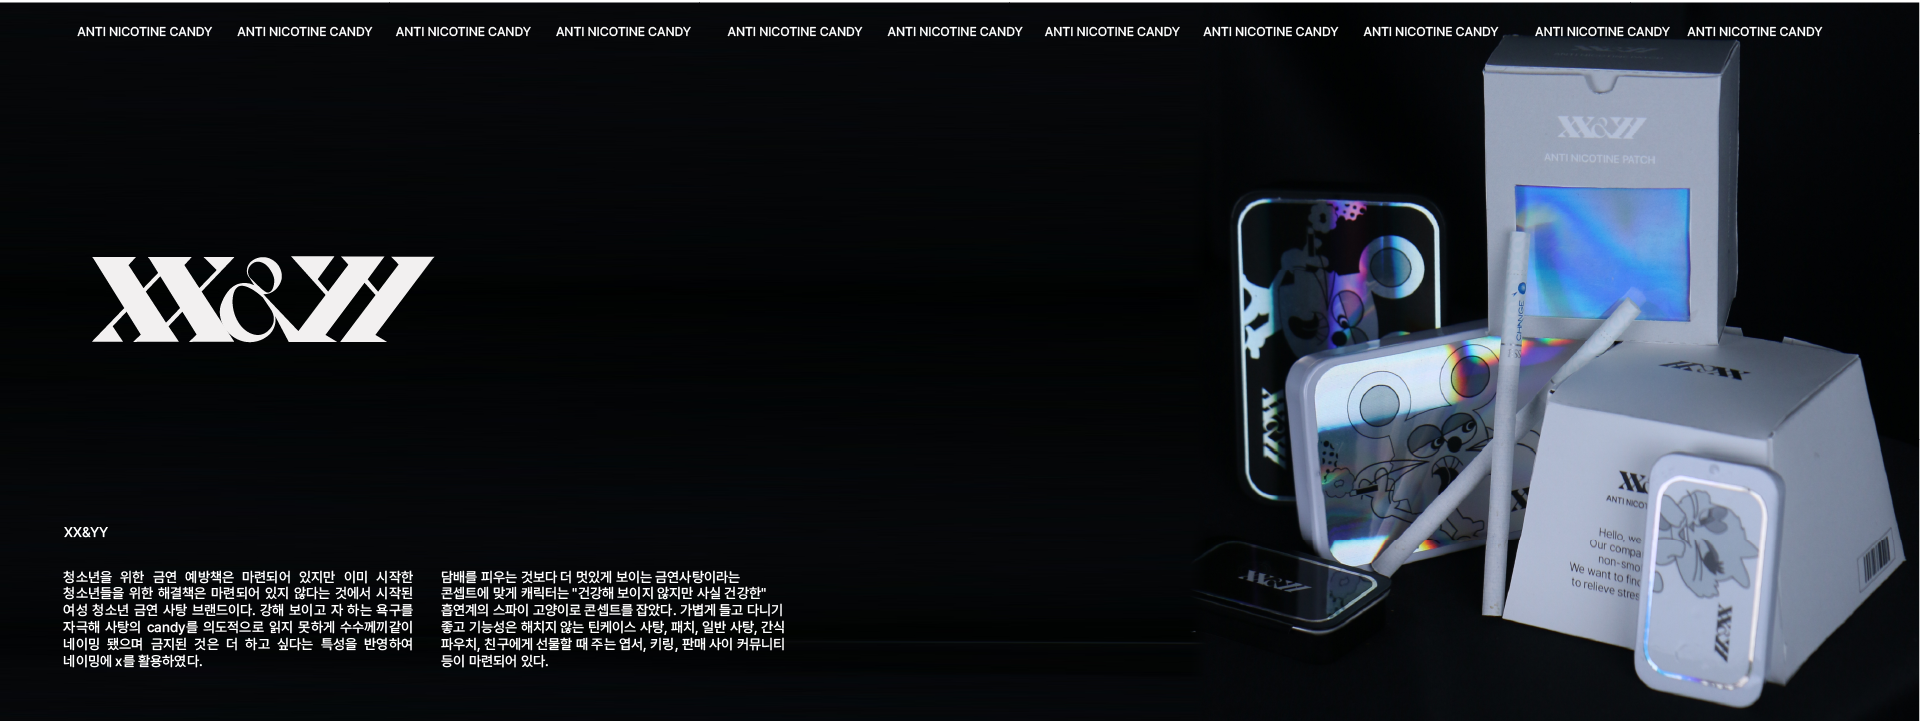 ANTI NICOTINE CANDY ANTI NICOTINE CANDY ANTI NICOTINE CANDY ANTI NICOTINE CANDY ANTI NICOTINE CANDY ANTI NICOTINE CANDY ANTI NICOTINE CANDY ANTI NICOTINE CANDY ANTI NICOTINE CANDY ANTI NICOTINE CANDY ANTI NICOTINE CANDY
XX&YY
XX&YY
청소년을 위한 금연 예방책은 마련되어 있지만 이미 시작한
청소년들을 위한 해결책은 마련되어 있지 않다는 것에서 시작된
여성 청소년 금연 사탕 브랜드이다. 강해 보이고 자 하는 욕구를
자극해 사탕의 candy를 의도적으로 읽지 못하게 수수께끼같이
네이밍 됐으며 금지된 것은 더 하고 싶다는 특성을 반영하여
네이밍에 x를 활용하였다.
담배를 피우는 것보다 더 멋있게 보이는 금연사탕이라는
콘셉트에 맞게 캐릭터는 "건강해 보이지 않지만 사실 건강한"
흡연계의 스파이 고양이로 콘셉트를 잡았다. 가볍게 들고 다니기
좋고 기능성은 해치지 않는 틴케이스 사탕, 패치, 일반 사탕, 간식
파우치, 친구에게 선물할 때 주는 엽서, 키링, 판매 사이 커뮤니티
등이 마련되어 있다.
XX&YY
ANTI NICOTINE PATCH
XX&YY
XX&YY
XX&YY
ANTI
Hello, we
Our
We want to
to relieve
XX&YY